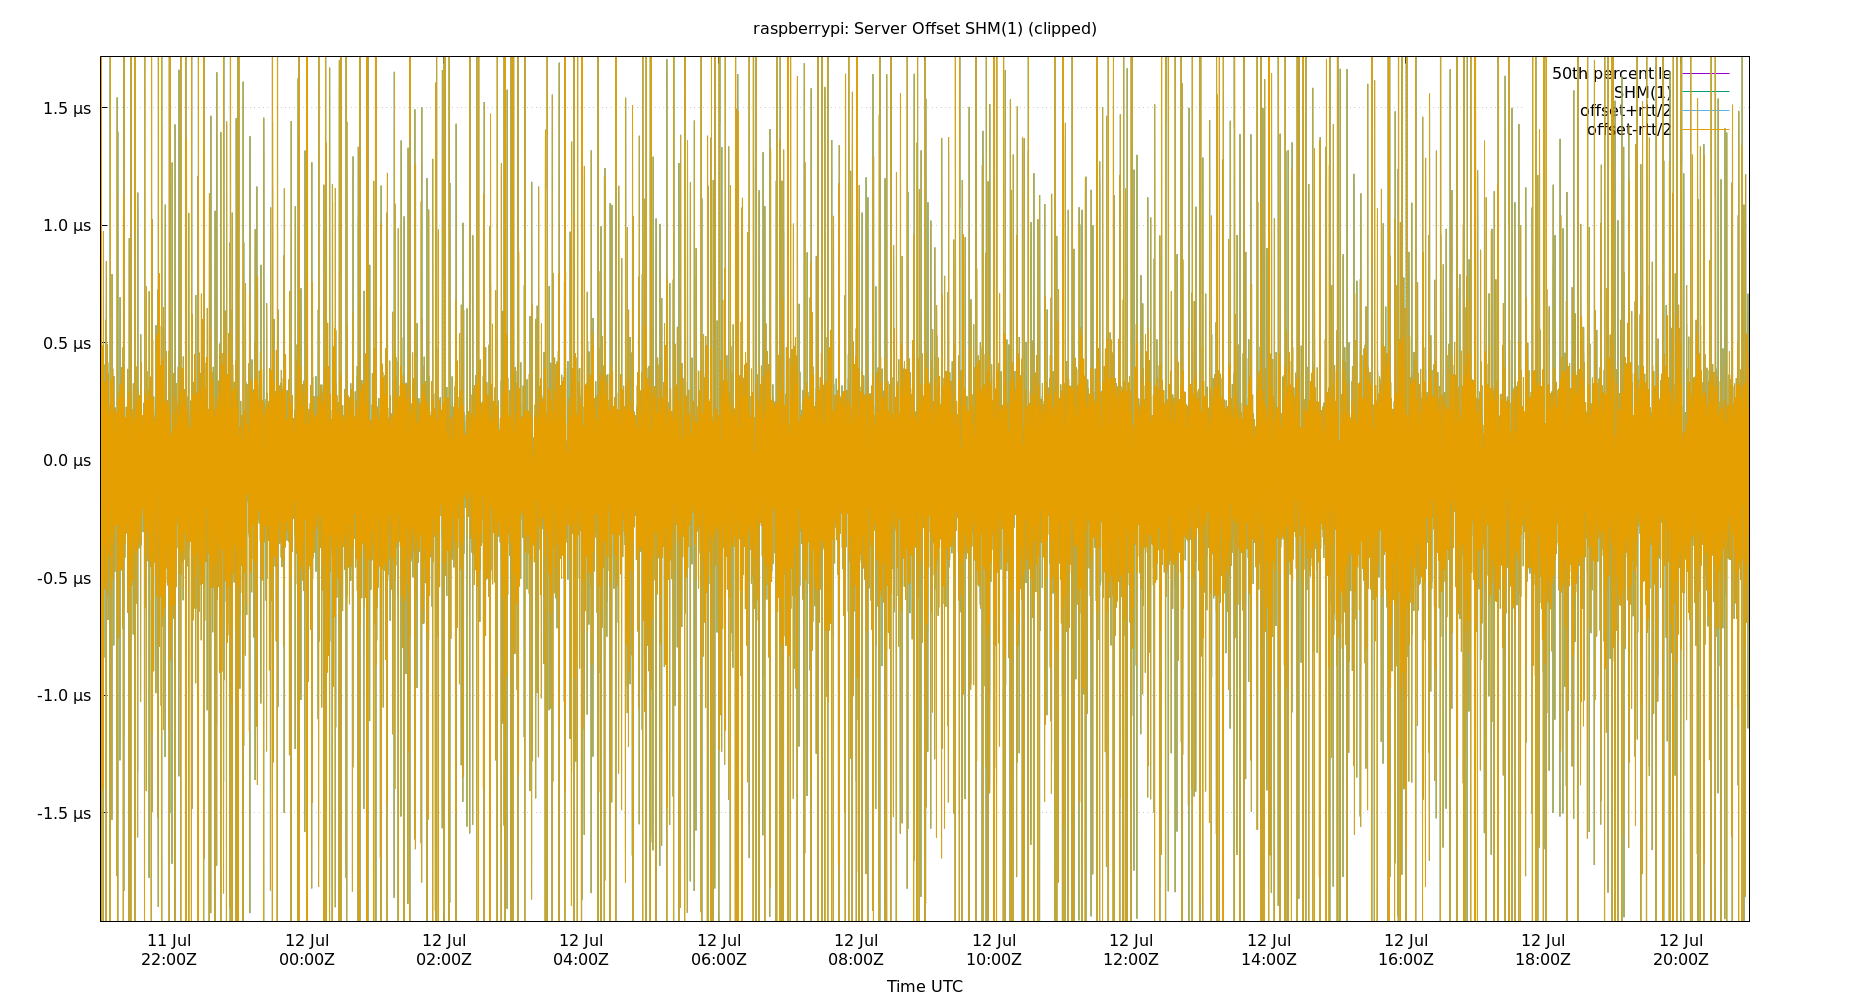 raspberrypi: Server Offset SHM(1) (clipped)
50th percentile
SHM(1)
offset+rtt/2
offset-rtt/2
1.5 μs
1.0 μs
0.5 μs
0.0 μs
-0.5 μs
-1.0 μs
-1.5 μs
11 Jul 12 Jul 12 Jul 12 Jul 12 Jul 12 Jul 12 Jul 12 Jul 12 Jul 12 Jul 12 Jul 12 Jul
22:00Z 00:00Z 02:00Z 04:00Z 06:00Z 08:00Z 10:00Z 12:00Z 14:00Z 16:00Z 18:00Z 20:00Z
Time UTC